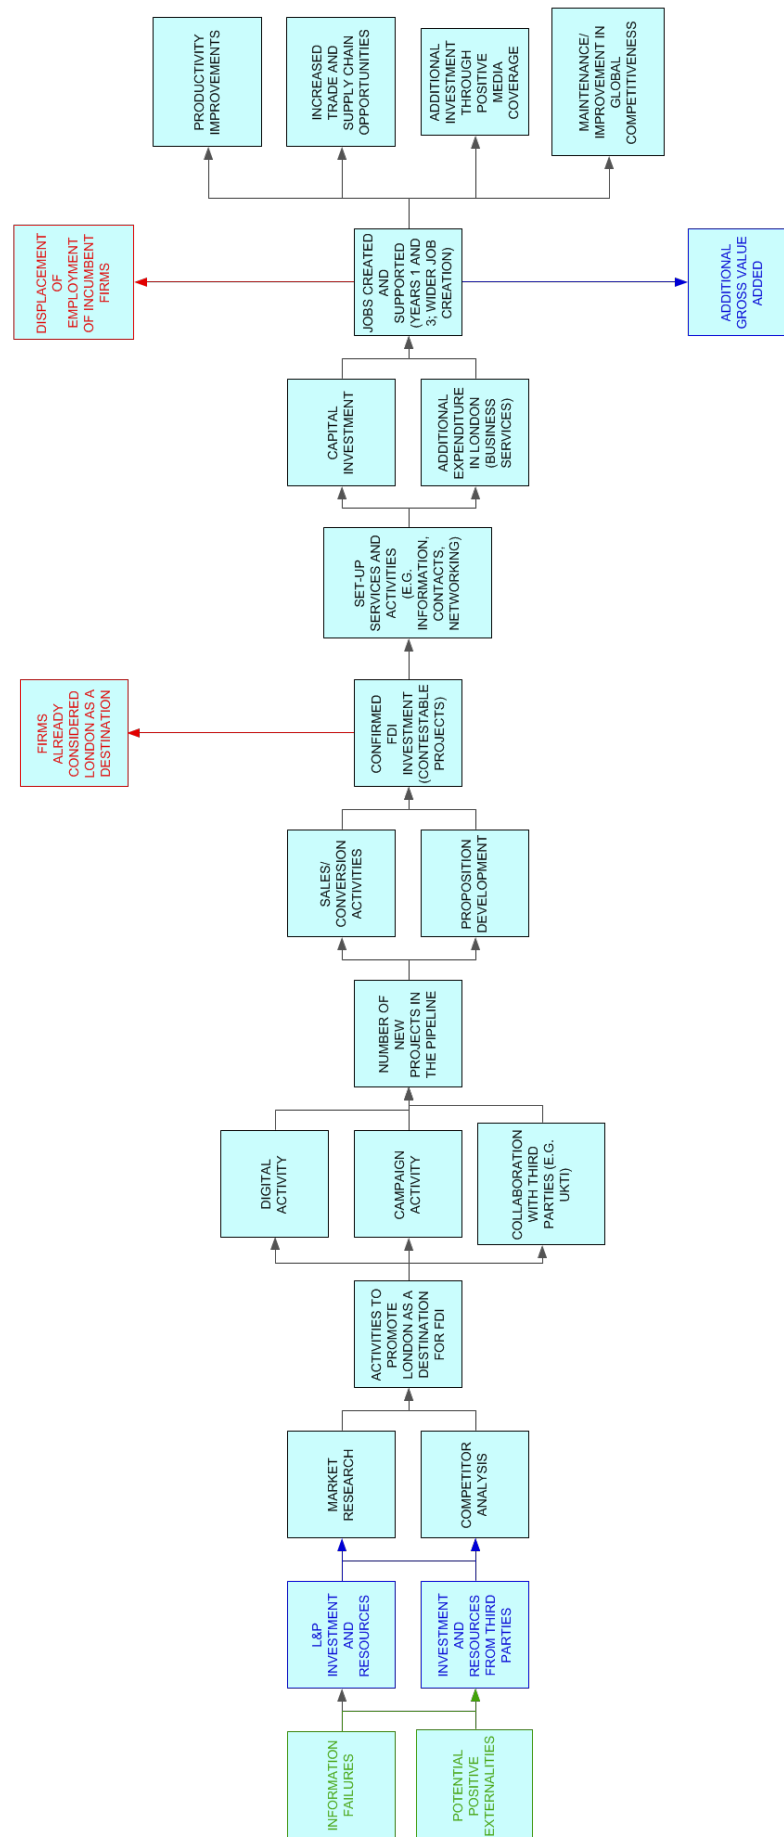 INFORMATION
FAILURES
POTENTIAL
POSITIVE
EXTERNALITIES
L&P
INVESTMENT
AND
RESOURCES
INVESTMENT
AND
RESOURCES
FROM THIRD
PARTIES
MARKET
RESEARCH
COMPETITOR
ANALYSIS
ACTIVITIES TO
PROMOTE
LONDON AS A
DESTINATION
FOR FDI
DIGITAL
ACTIVITY
CAMPAIGN
ACTIVITY
COLLABORATION
WITH THIRD
PARTIES (E.G.
UKTI)
NUMBER OF
NEW
PROJECTS IN
THE PIPELINE
SALES/
CONVERSION
ACTIVITIES
PROPOSITION
DEVELOPMENT
FIRMS
ALREADY
CONSIDERED
LONDON AS A
DESTINATION
CONFIRMED
FDI
INVESTMENT
(CONTESTABLE
PROJECTS)
SET-UP
SERVICES AND
ACTIVITIES
(E.G.
INFORMATION,
CONTACTS,
NETWORKING)
CAPITAL
INVESTMENT
ADDITIONAL
EXPENDITURE
IN LONDON
(BUSINESS
SERVICES)
DISPLACEMENT
OF
EMPLOYMENT
OF INCUMBENT
FIRMS
JOBS CREATED
AND
SUPPORTED
(YEARS 1 AND
3; WIDER JOB
CREATION)
ADDITIONAL
GROSS VALUE
ADDED
PRODUCTIVITY
IMPROVEMENTS
INCREASED
TRADE AND
SUPPLY CHAIN
OPPORTUNITIES
ADDITIONAL
INVESTMENT
THROUGH
POSITIVE
MEDIA
COVERAGE
MAINTENANCE/
IMPROVEMENT IN
GLOBAL
COMPETITIVENESS